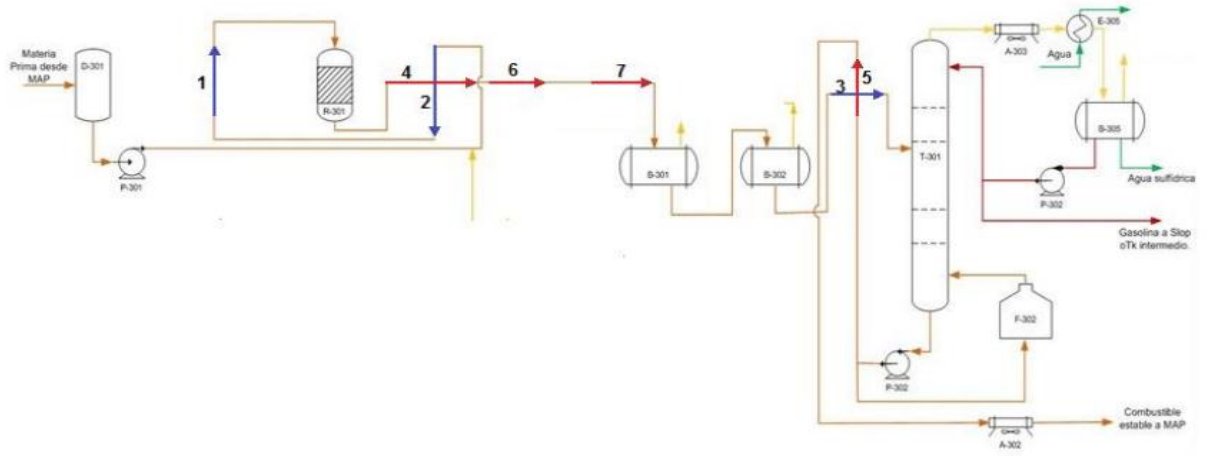 Materia
Prima desde
MAP
D-301
P-301
1
R-301
4
2
6
7
B-301
B-302
3
5
T-301
A-303
E-305
Agua
B-305
Agua sulfídrica
P-302
Gasolina a Slop
oTk intermedio.
F-302
P-302
A-302
Combustible
estable a MAP